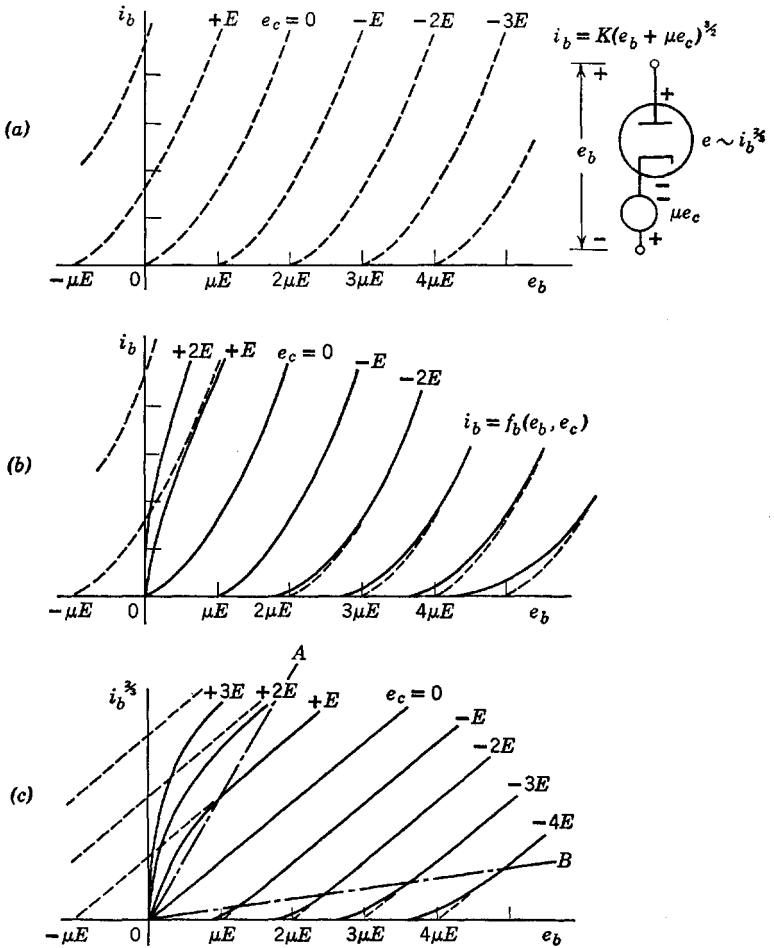 i_b
+E e_c = 0 −E −2E −3E
i_b = K(e_b + μe_c)^3/2
(a)
+
+
e_b
e ∼ i_b^2/3
−
μe_c
−
+
−μE 0 μE 2μE 3μE 4μE e_b
i_b
+2E +E e_c = 0 −E −2E
i_b = f_b(e_b, e_c)
(b)
−μE 0 μE 2μE 3μE 4μE e_b
A
i_b^2/3
+3E +2E +E e_c = 0 −E −2E −3E −4E
(c)
B
−μE 0 μE 2μE 3μE 4μE e_b